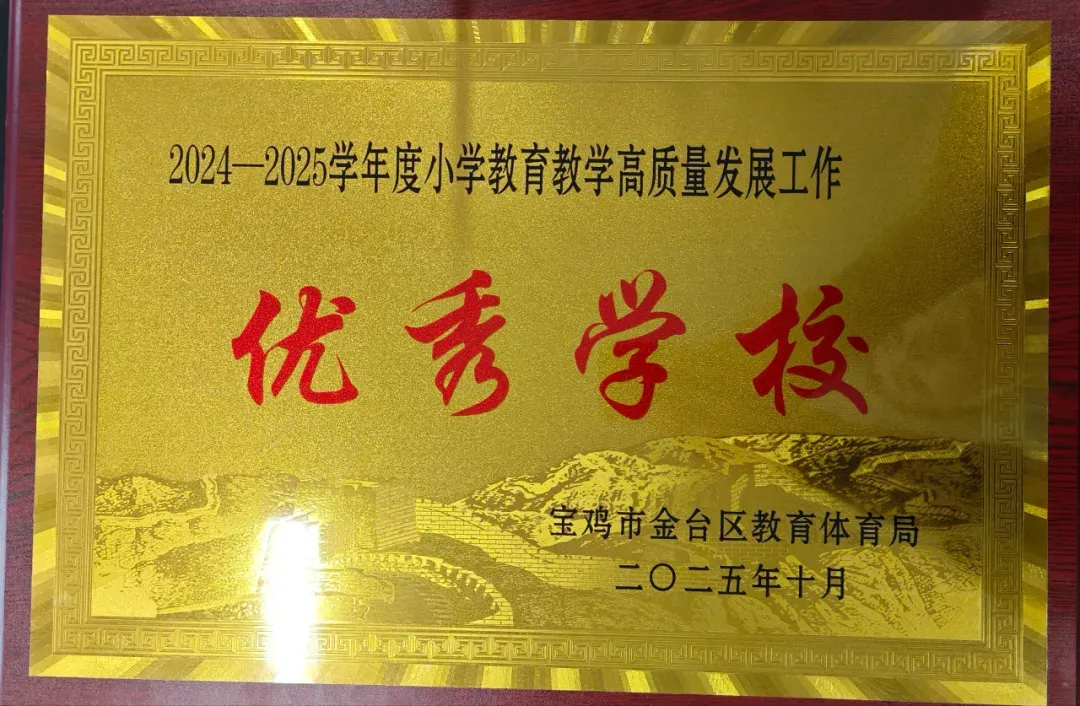 2024—2025学年度小学教育教学高质量发展工作
优秀学校
宝鸡市金台区教育体育局
二〇二五年十月